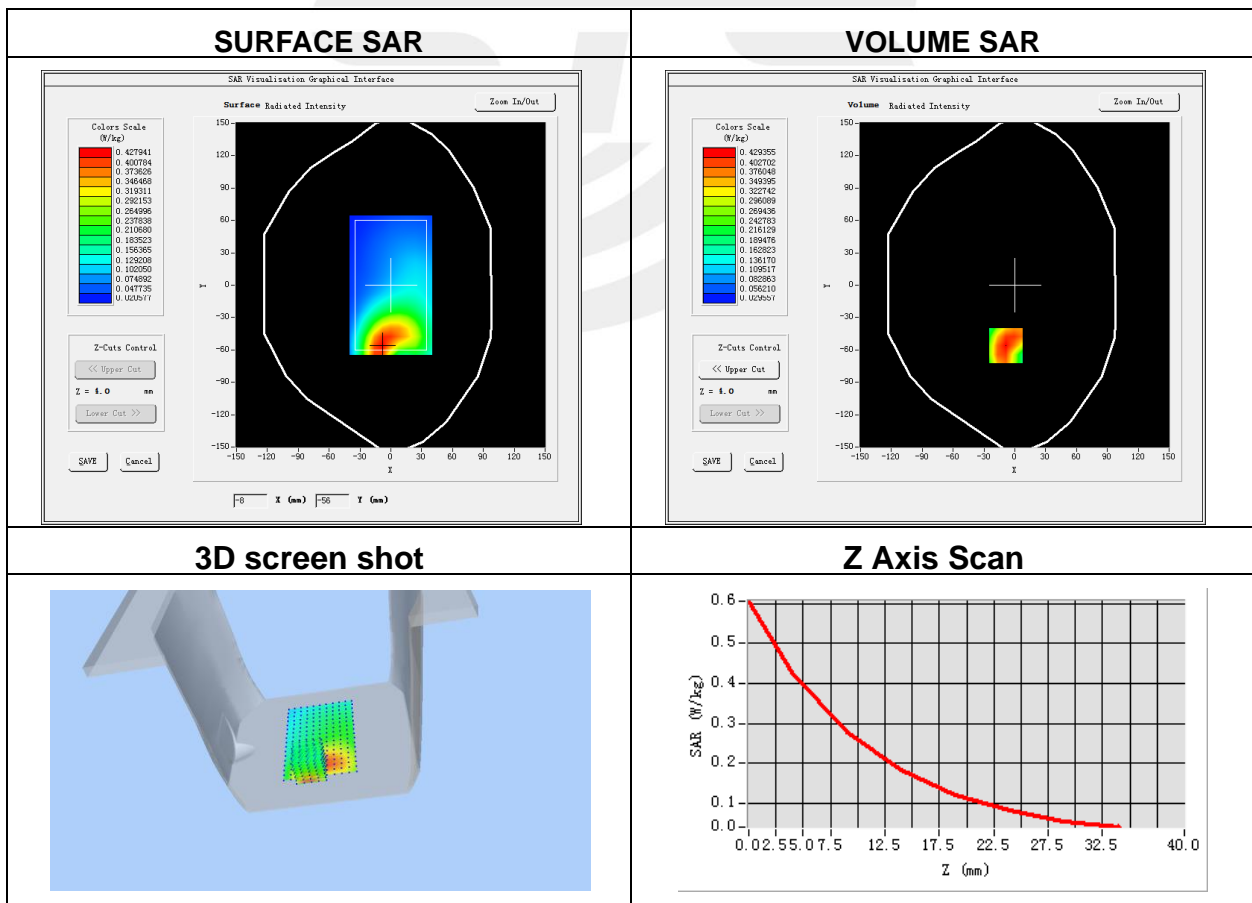 SURFACE SAR
SAR Visualisation Graphical Interface
Surface Radiated Intensity
Zoom In/Out
Colors Scale
(W/kg)
0.427941
0.400784
0.373626
0.346468
0.319311
0.292153
0.264996
0.237838
0.210680
0.183523
0.156365
0.129208
0.102050
0.074892
0.047735
0.020577
Z-Cuts Control
<< Upper Cut
Z = 4.0 mm
Lower Cut >>
SAVE Cancel
150
120
90
60
30
0
-30
-60
-90
-120
-150
Y
-150 -120 -90 -60 -30 0 30 60 90 120 150
X
-8 X (mm) -56 Y (mm)
VOLUME SAR
SAR Visualisation Graphical Interface
Volume Radiated Intensity
Zoom In/Out
Colors Scale
(W/kg)
0.429355
0.402702
0.376048
0.349395
0.322742
0.296089
0.269436
0.242783
0.216129
0.189476
0.162823
0.136170
0.109517
0.082863
0.056210
0.029557
Z-Cuts Control
<< Upper Cut
Z = 4.0 mm
Lower Cut >>
SAVE Cancel
150
120
90
60
30
0
-30
-60
-90
-120
-150
Y
-150 -120 -90 -60 -30 0 30 60 90 120 150
X
3D screen shot
Z Axis Scan
0.6
0.5
0.4
0.3
0.2
0.1
0.0
SAR (W/kg)
0.0 2.5 5.0 7.5 12.5 17.5 22.5 27.5 32.5 40.0
Z (mm)